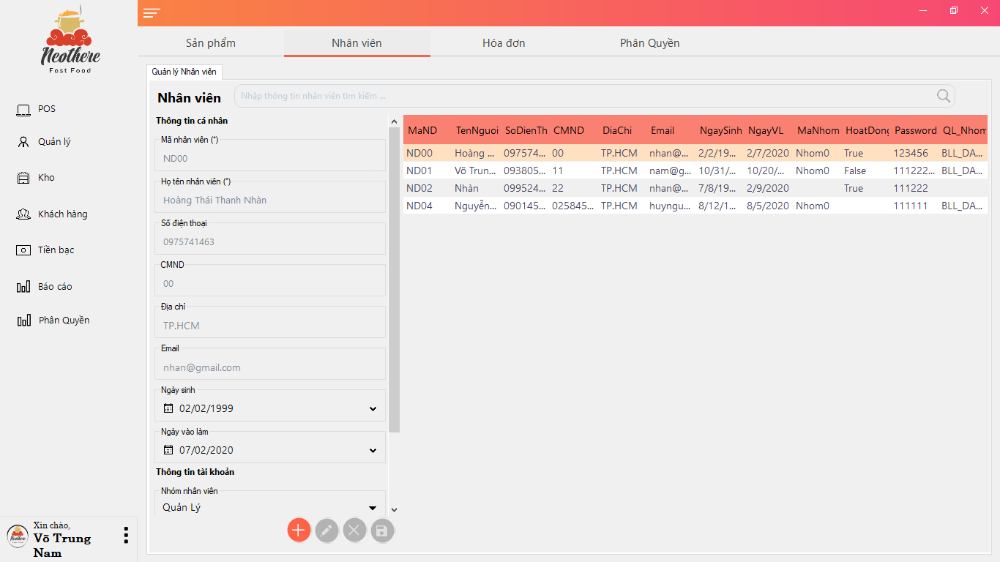 Neothere
Fast Food
POS
Quản lý
Kho
Khách hàng
Tiền bạc
Báo cáo
Phân Quyền
Xin chào,
Võ Trung
Nam
Sản phẩm
Nhân viên
Hóa đơn
Phân Quyền
Quản lý Nhân viên
Nhân viên
Nhập thông tin nhân viên tìm kiếm ...
Thông tin cá nhân
Mã nhân viên (*)
ND00
Họ tên nhân viên (*)
Hoàng Thái Thanh Nhàn
Số điện thoại
0975741463
CMND
00
Địa chỉ
TP.HCM
Email
nhan@gmail.com
Ngày sinh
02/02/1999
Ngày vào làm
07/02/2020
Thông tin tài khoản
Nhóm nhân viên
Quản Lý
MaND TenNguoi SoDienTh CMND DiaChi Email NgaySinh NgayVL MaNhom HoatDong Password QL_Nhom
ND00 Hoàng ... 097574... 00 TP.HCM nhan@... 2/2/19... 2/7/2020 Nhom0 True 123456 BLL_DA...
ND01 Võ Trun... 093805... 11 TP.HCM nam@g... 10/31/... 10/20/... Nhom0 False 111222... BLL_DA...
ND02 Nhàn 099524... 22 TP.HCM nhan@... 7/8/19... 2/9/2020 True 111222
ND04 Nguyễn... 090145... 025845... TP.HCM huyngu... 8/12/1... 8/5/2020 Nhom0 111111 BLL_DA...